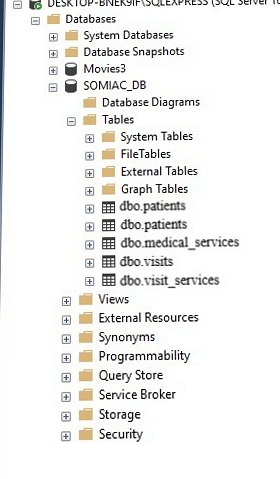 DESKTOP-BNEK9IF\SQLEXPRESS (SQL Server
Databases
System Databases
Database Snapshots
Movies3
SOMIAC_DB
Database Diagrams
Tables
System Tables
FileTables
External Tables
Graph Tables
dbo.patients
dbo.patients
dbo.medical_services
dbo.visits
dbo.visit_services
Views
External Resources
Synonyms
Programmability
Query Store
Service Broker
Storage
Security